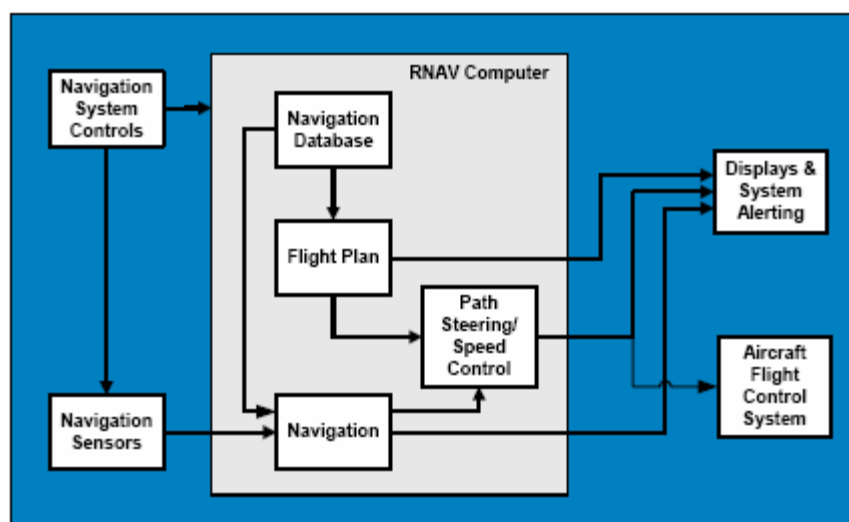 RNAV Computer
Navigation
System
Controls
Navigation
Database
Displays &
System
Alerting
Flight Plan
Path
Steering/
Speed
Control
Aircraft
Flight
Control
System
Navigation
Sensors
Navigation